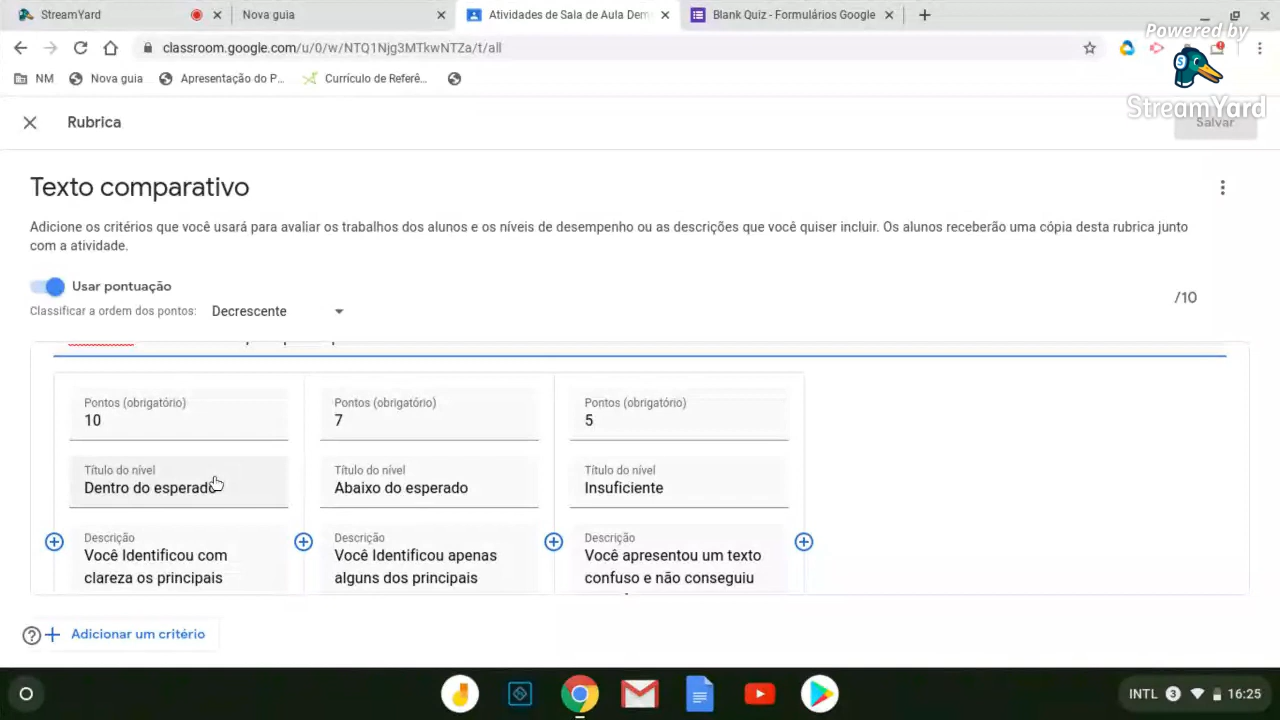 StreamYard
Nova guia
Atividades de Sala de Aula Dem
Blank Quiz - Formulários Google
classroom.google.com/u/0/w/NTQ1Njg3MTkwNTZa/t/all
Powered by
StreamYard
NM
Nova guia
Apresentação do P...
Currículo de Referê...
Rubrica
Salvar
Texto comparativo
Adicione os critérios que você usará para avaliar os trabalhos dos alunos e os níveis de desempenho ou as descrições que você quiser incluir. Os alunos receberão uma cópia desta rubrica junto
com a atividade.
Usar pontuação
Classificar a ordem dos pontos: Decrescente
/10
Pontos (obrigatório)
10
Título do nível
Dentro do esperado
Descrição
Você Identificou com
clareza os principais
Pontos (obrigatório)
7
Título do nível
Abaixo do esperado
Descrição
Você Identificou apenas
alguns dos principais
Pontos (obrigatório)
5
Título do nível
Insuficiente
Descrição
Você apresentou um texto
confuso e não conseguiu
Adicionar um critério
INTL 3 16:25